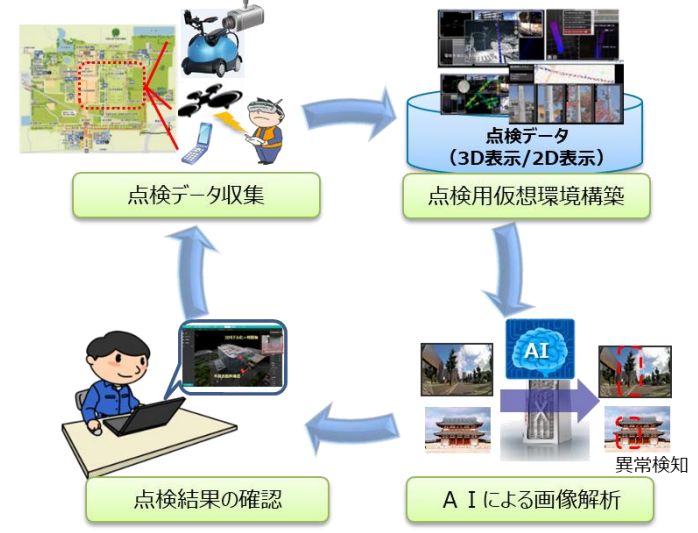 点検データ
（3D表示/2D表示）
点検データ収集
点検用仮想環境構築
AI
異常検知
点検結果の確認
ＡＩによる画像解析